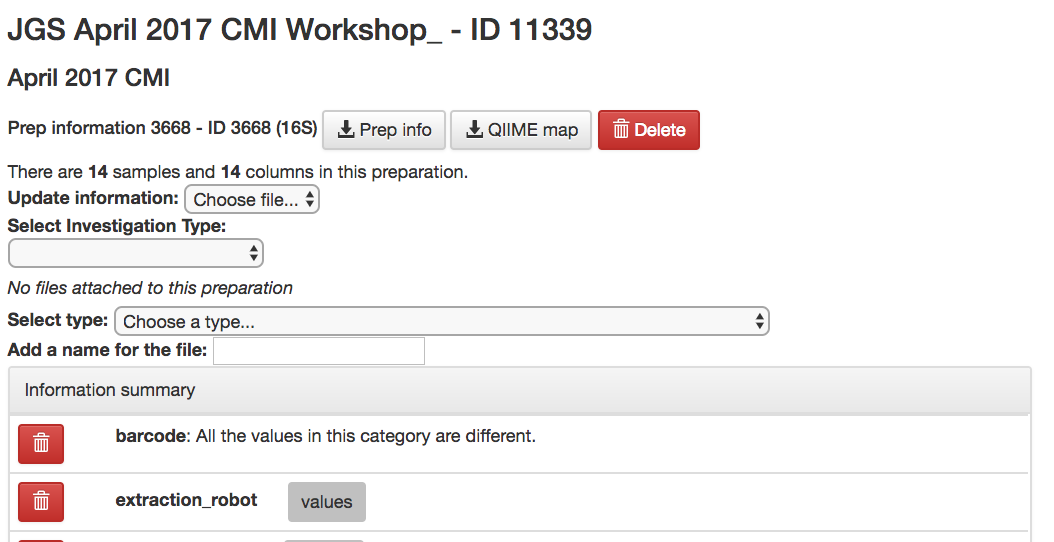 JGS April 2017 CMI Workshop_ - ID 11339
April 2017 CMI
Prep information 3668 - ID 3668 (16S) Prep info QIIME map Delete
There are 14 samples and 14 columns in this preparation.
Update information: Choose file...
Select Investigation Type:
No files attached to this preparation
Select type: Choose a type...
Add a name for the file:
Information summary
barcode: All the values in this category are different.
extraction_robot values